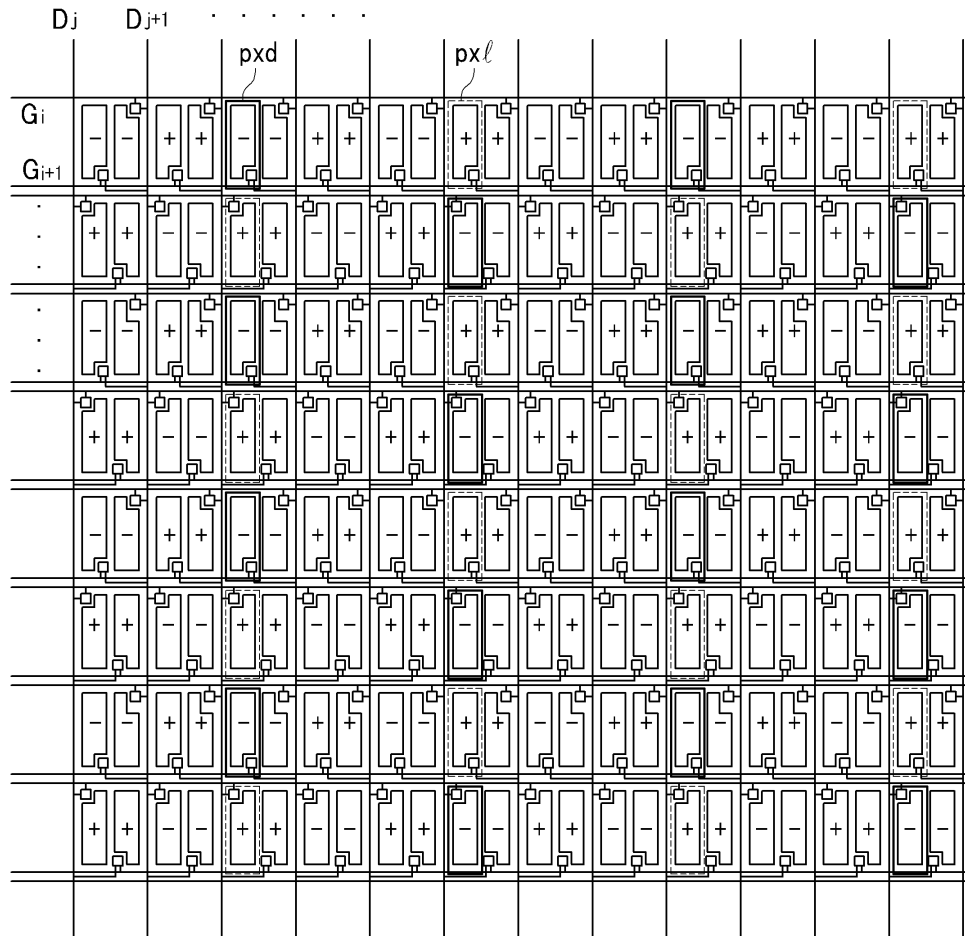 Dj Dj+1 · · · · · ·
pxd pxℓ
Gi
− − + + − − + + − − + + − − + + − − + + − − + +
Gi+1
+ + − − + + − − + + − − + + − − + + − − + + − −
− − + + − − + + − − + + − − + + − − + + − − + +
+ + − − + + − − + + − − + + − − + + − − + + − −
− − + + − − + + − − + + − − + + − − + + − − + +
+ + − − + + − − + + − − + + − − + + − − + + − −
− − + + − − + + − − + + − − + + − − + + − − + +
+ + − − + + − − + + − − + + − − + + − − + + − −